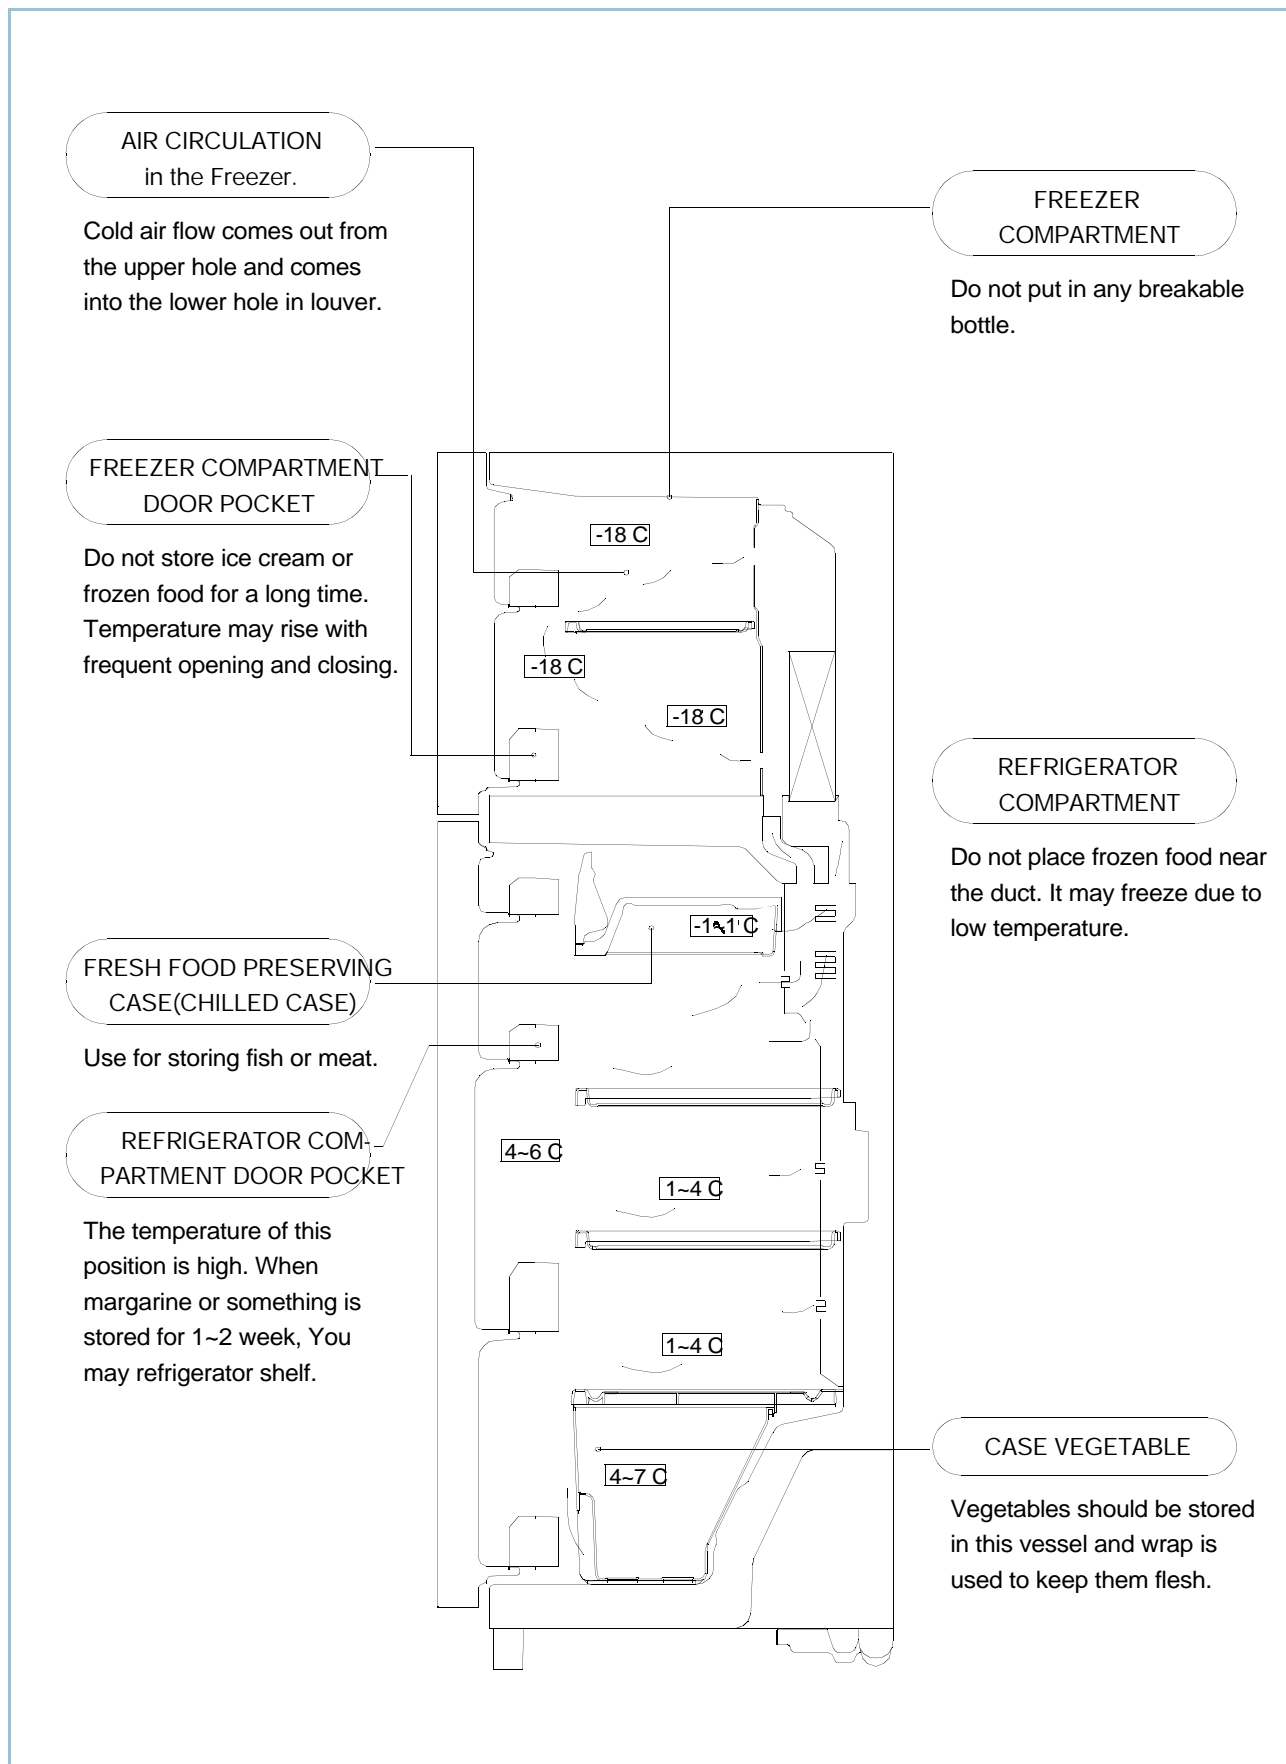 AIR CIRCULATION
in the Freezer.
Cold air flow comes out from
the upper hole and comes
into the lower hole in louver.
FREEZER
COMPARTMENT
Do not put in any breakable
bottle.
FREEZER COMPARTMENT
DOOR POCKET
Do not store ice cream or
frozen food for a long time.
Temperature may rise with
frequent opening and closing.
-18 C
-18 C
-18 C
REFRIGERATOR
COMPARTMENT
Do not place frozen food near
the duct. It may freeze due to
low temperature.
-1~1 C
FRESH FOOD PRESERVING
CASE(CHILLED CASE)
Use for storing fish or meat.
REFRIGERATOR COM-
PARTMENT DOOR POCKET
The temperature of this
position is high. When
margarine or something is
stored for 1~2 week, You
may refrigerator shelf.
4~6 C
1~4 C
1~4 C
4~7 C
CASE VEGETABLE
Vegetables should be stored
in this vessel and wrap is
used to keep them flesh.